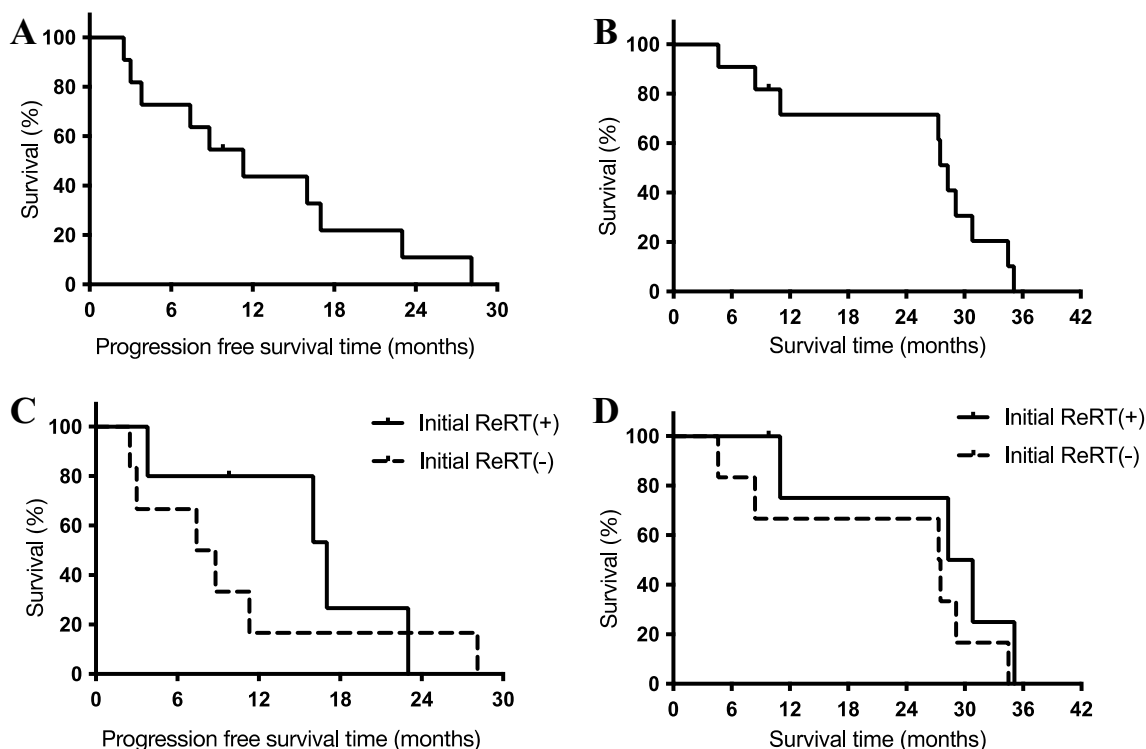 A
Survival (%)
100
80
60
40
20
0
0 6 12 18 24 30
Progression free survival time (months)
B
Survival (%)
100
80
60
40
20
0
0 6 12 18 24 30 36 42
Survival time (months)
C
Initial ReRT(+)
Initial ReRT(-)
Survival (%)
100
80
60
40
20
0
0 6 12 18 24 30
Progression free survival time (months)
D
Initial ReRT(+)
Initial ReRT(-)
Survival (%)
100
80
60
40
20
0
0 6 12 18 24 30 36 42
Survival time (months)